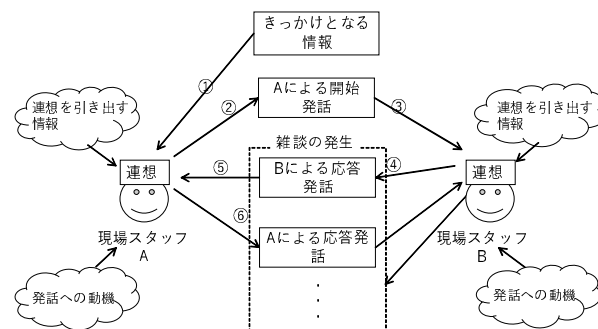 きっかけとなる
情報
①
Aによる開始
発話
②
③
連想を引き出す
情報
連想を引き出す
情報
雑談の発生
連想
⑤
Bによる応答
発話
④
連想
⑥
Aによる応答発
話
現場スタッフ
A
現場スタッフ
B
発話への動機
発話への動機